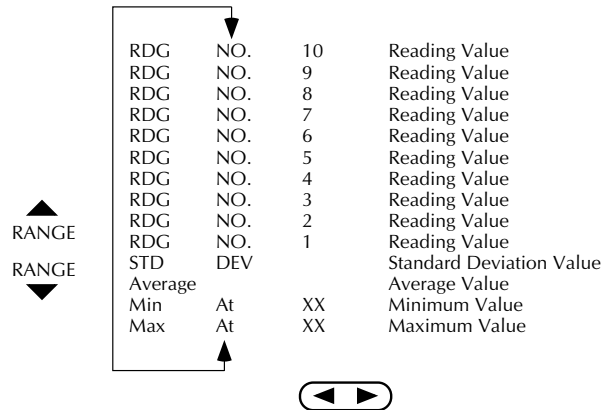 RDG NO. 10 Reading Value
RDG NO. 9 Reading Value
RDG NO. 8 Reading Value
RDG NO. 7 Reading Value
RDG NO. 6 Reading Value
RDG NO. 5 Reading Value
RDG NO. 4 Reading Value
RDG NO. 3 Reading Value
RDG NO. 2 Reading Value
RDG NO. 1 Reading Value
STD DEV Standard Deviation Value
Average Average Value
Min At XX Minimum Value
Max At XX Maximum Value
RANGE
RANGE